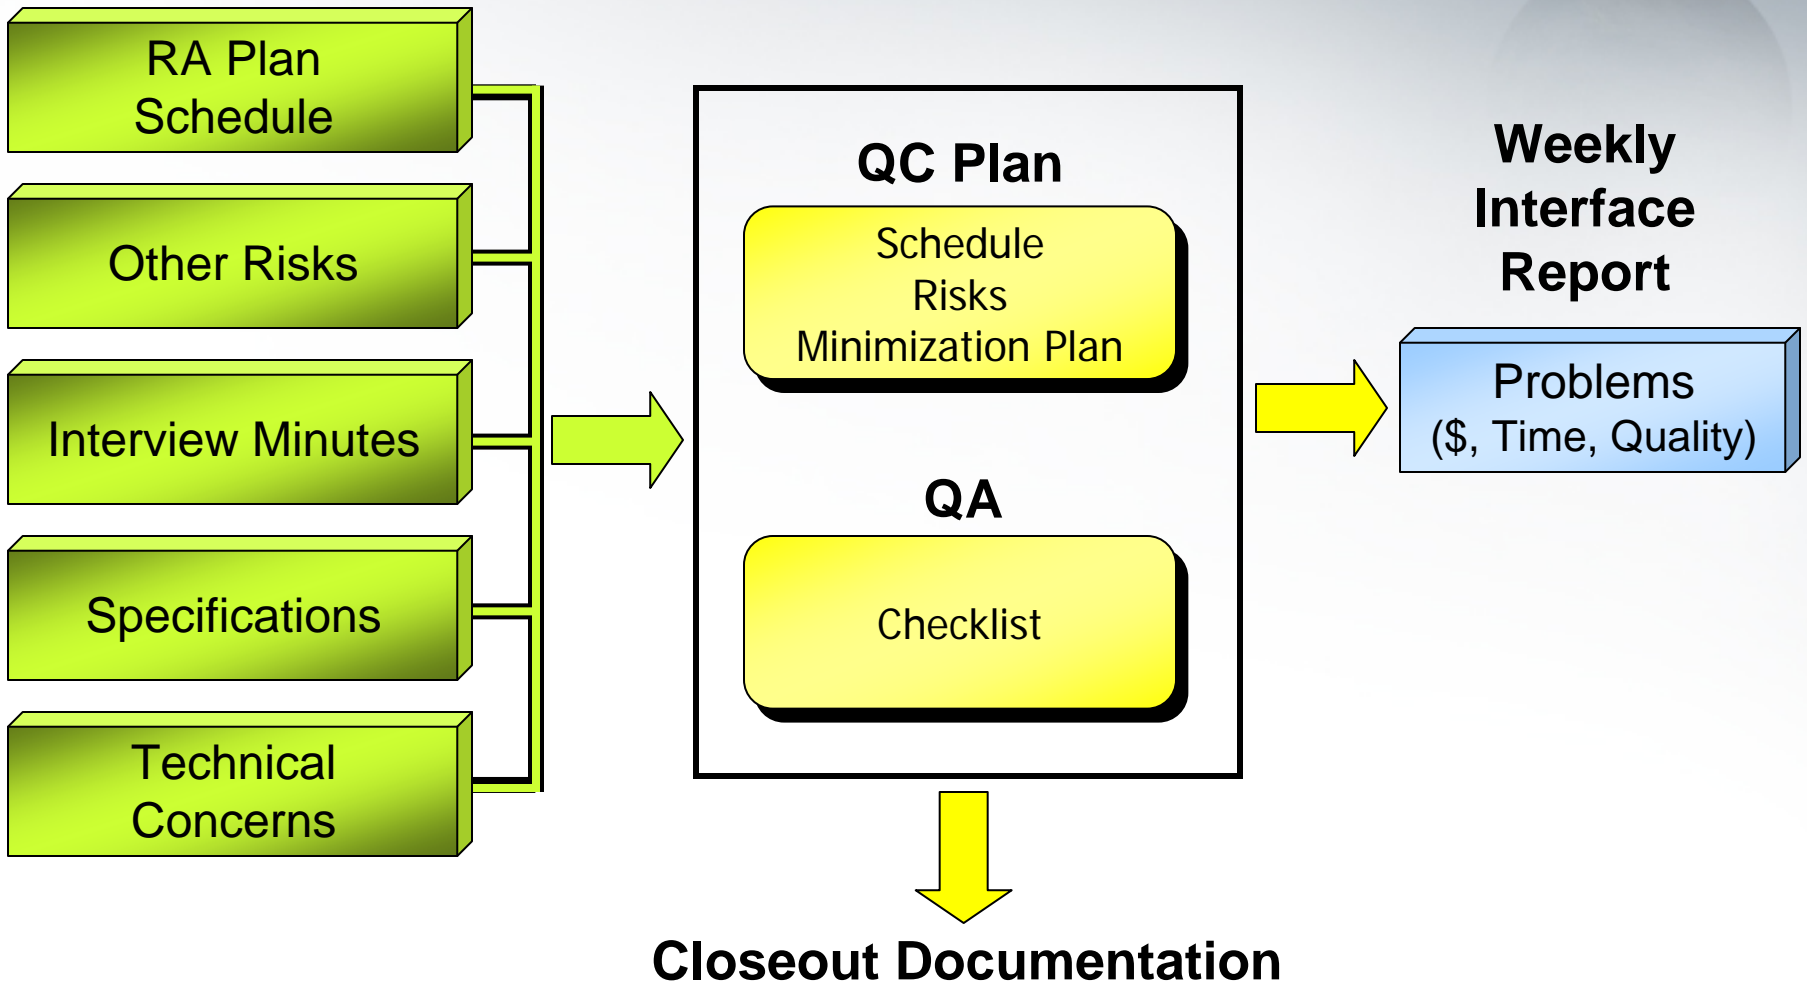 RA Plan
Schedule
Other Risks
Interview Minutes
Specifications
Technical
Concerns
QC Plan
Schedule
Risks
Minimization Plan
QA
Checklist
Weekly
Interface
Report
Problems
($, Time, Quality)
Closeout Documentation